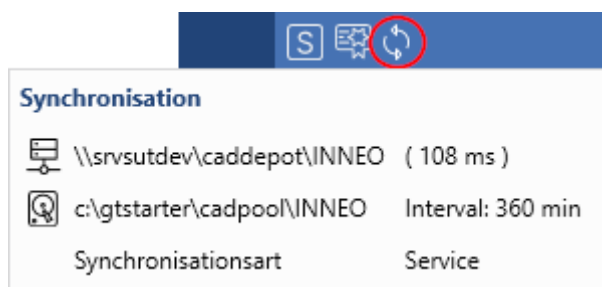 S
Synchronisation
\\srvsutdev\caddepot\INNEO ( 108 ms )
c:\gtstarter\cadpool\INNEO Interval: 360 min
Synchronisationsart Service